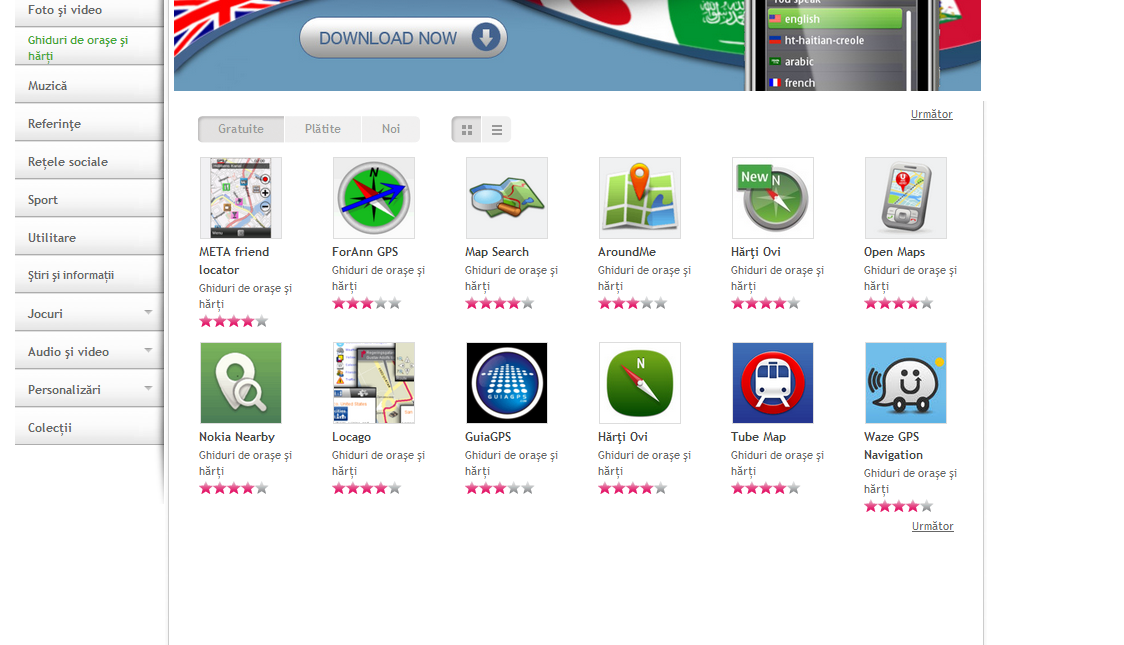 Foto şi video
Ghiduri de oraşe şi
hărţi
Muzică
Referinţe
Reţele sociale
Sport
Utilitare
Ştiri şi informaţii
Jocuri
Audio şi video
Personalizări
Colecţii
DOWNLOAD NOW
You speak
english
ht-haitian-creole
arabic
french
Gratuite
Plătite
Noi
Următor
META friend
locator
Ghiduri de oraşe şi
hărţi
ForAnn GPS
Ghiduri de oraşe şi
hărţi
Map Search
Ghiduri de oraşe şi
hărţi
AroundMe
Ghiduri de oraşe şi
hărţi
New
N
Hărţi Ovi
Ghiduri de oraşe şi
hărţi
Open Maps
Ghiduri de oraşe şi
hărţi
Nokia Nearby
Ghiduri de oraşe şi
hărţi
Locago
Ghiduri de oraşe şi
hărţi
GUIAGPS
GuiaGPS
Ghiduri de oraşe şi
hărţi
N
Hărţi Ovi
Ghiduri de oraşe şi
hărţi
Tube Map
Ghiduri de oraşe şi
hărţi
Waze GPS
Navigation
Ghiduri de oraşe şi
hărţi
Următor